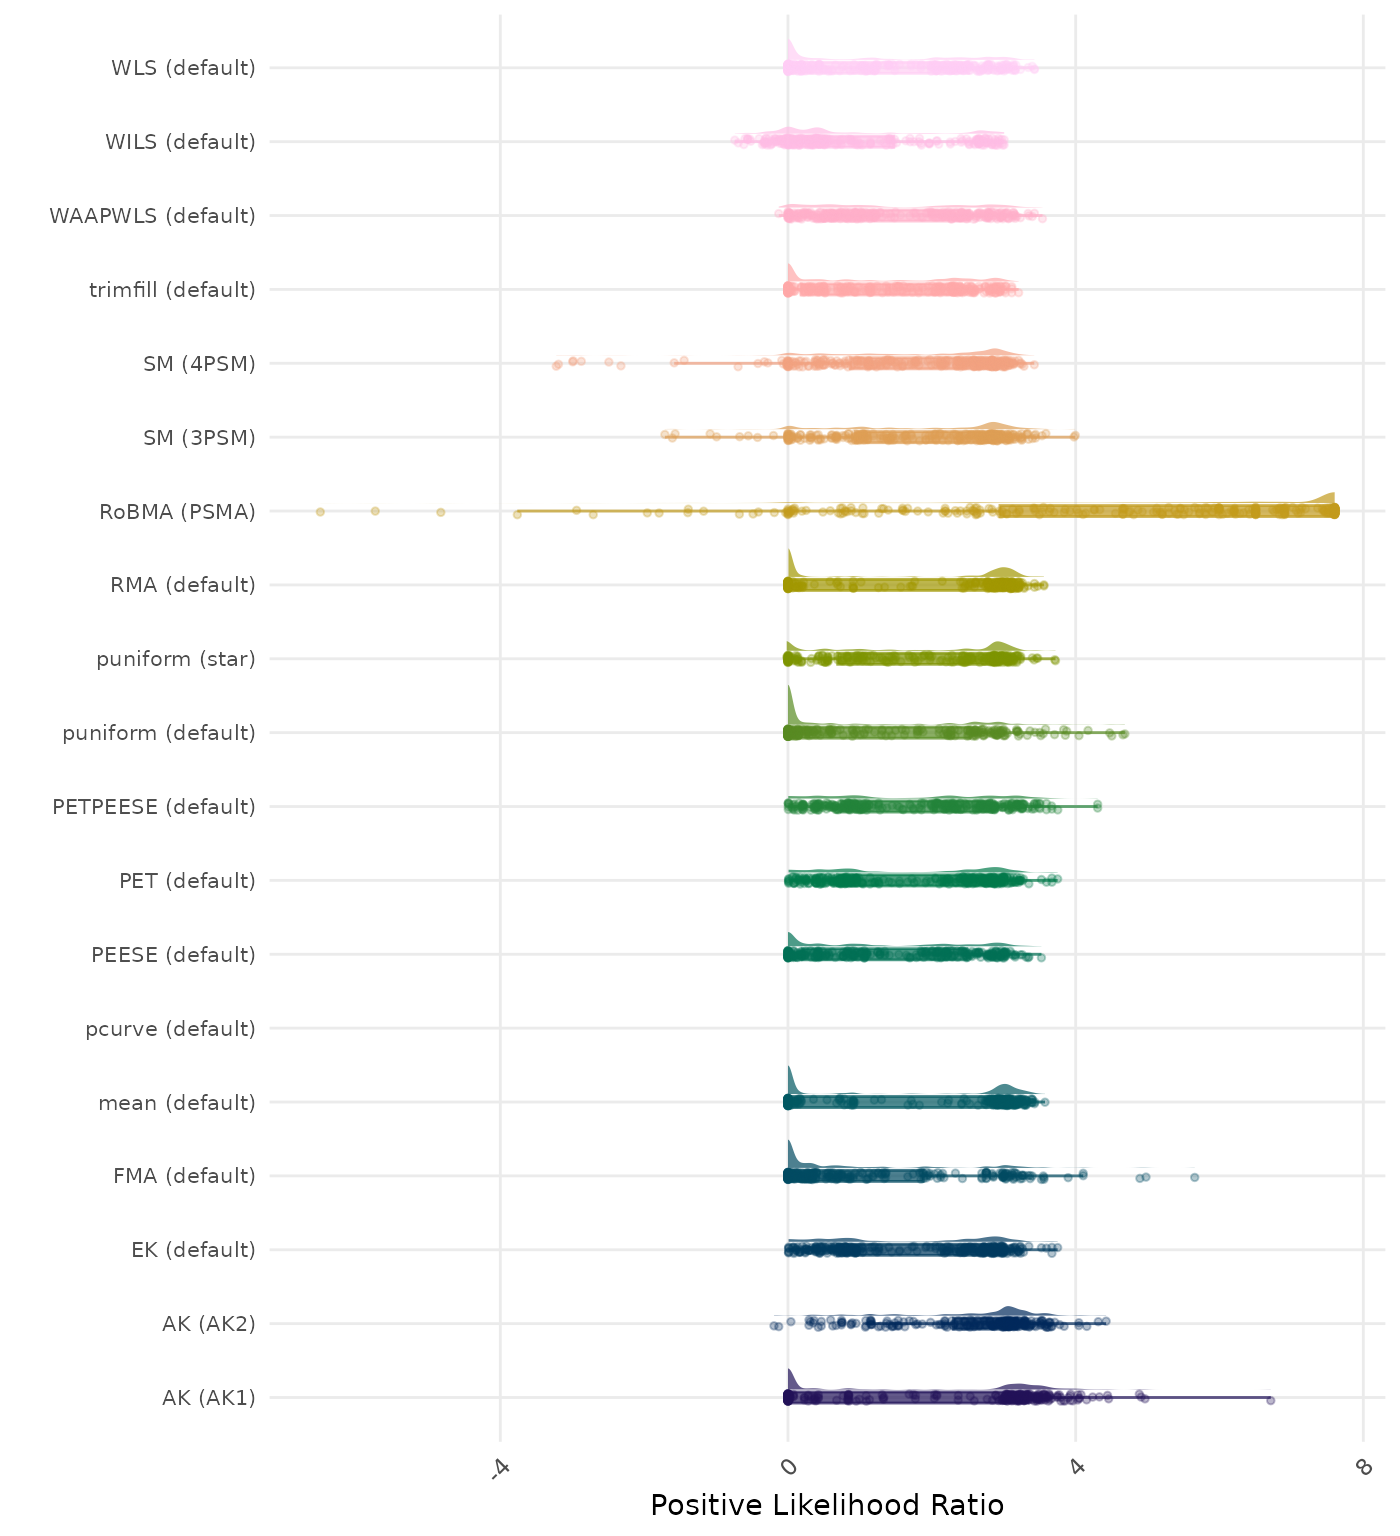 WLS (default)
WILS (default)
WAAPWLS (default)
trimfill (default)
SM (4PSM)
SM (3PSM)
RoBMA (PSMA)
RMA (default)
puniform (star)
puniform (default)
PETPEESE (default)
PET (default)
PEESE (default)
pcurve (default)
mean (default)
FMA (default)
EK (default)
AK (AK2)
AK (AK1)
-4
0
4
8
Positive Likelihood Ratio